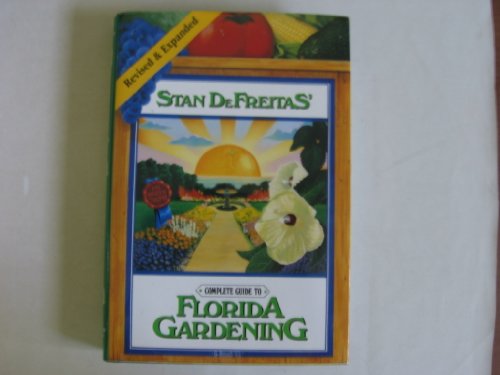 Revised & Expanded
STAN DEFREITAS'
COMPLETE GUIDE TO
FLORIDA
GARDENING